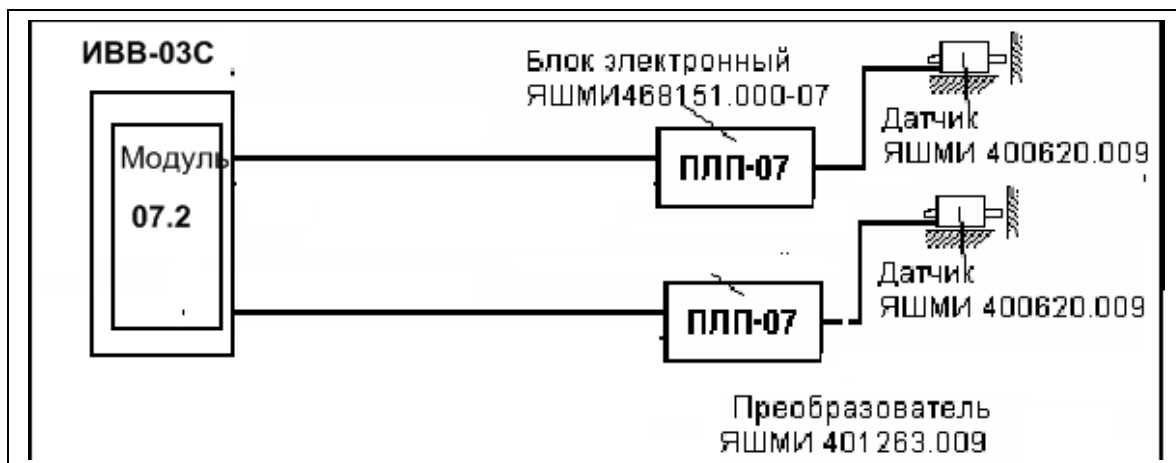 ИВВ-03С
Блок электронный
ЯШМИ468151.000-07
Датчик
ЯШМИ 400620.009
Модуль
07.2
ПЛП-07
Датчик
ЯШМИ 400620.009
ПЛП-07
Преобразователь
ЯШМИ 401263.009